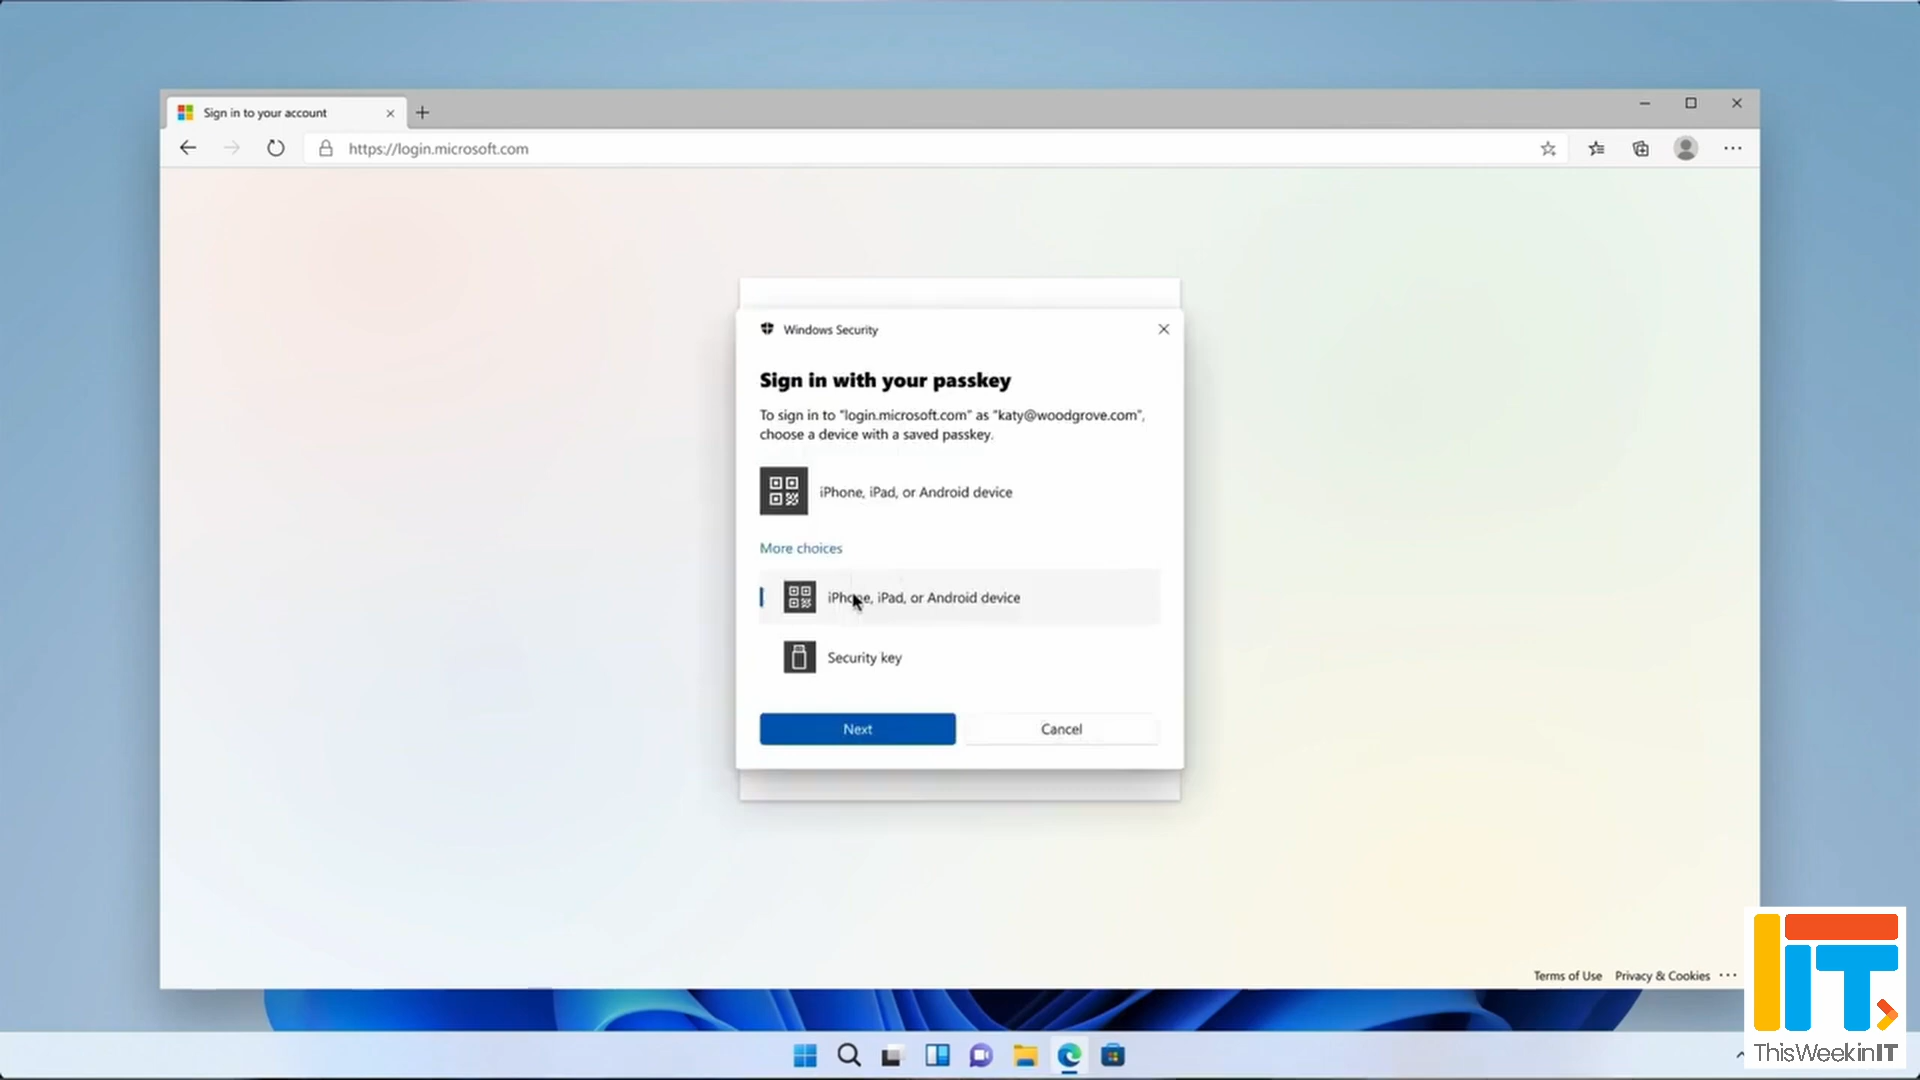 Sign in to your account
https://login.microsoft.com
Windows Security
Sign in with your passkey
To sign in to “login.microsoft.com” as “katy@woodgrove.com”,
choose a device with a saved passkey.
iPhone, iPad, or Android device
More choices
iPhone, iPad, or Android device
Security key
Next
Cancel
Terms of Use
Privacy & Cookies
IT
ThisWeekinIT